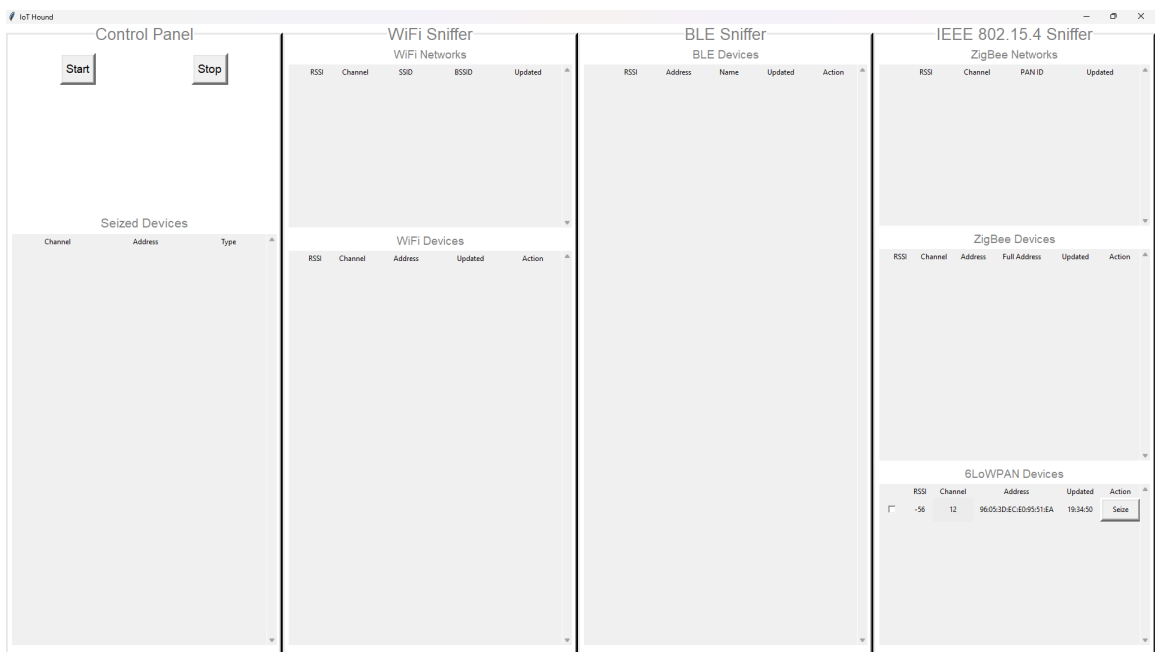 IoT Hound
Control Panel
Start Stop
Seized Devices
Channel Address Type
WiFi Sniffer
WiFi Networks
RSSI Channel SSID BSSID Updated
WiFi Devices
RSSI Channel Address Updated Action
BLE Sniffer
BLE Devices
RSSI Address Name Updated Action
IEEE 802.15.4 Sniffer
ZigBee Networks
RSSI Channel PAN ID Updated
ZigBee Devices
RSSI Channel Address Full Address Updated Action
6LoWPAN Devices
RSSI Channel Address Updated Action
-56 12 96:05:3D:EC:E0:95:51:EA 19:34:50 Seize